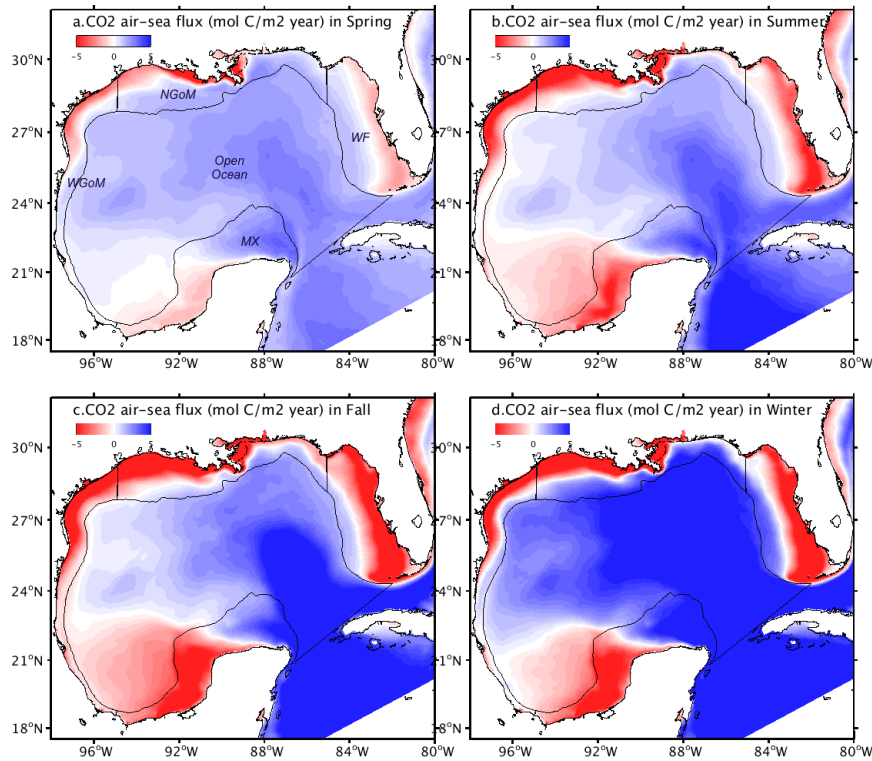 a.CO2 air-sea flux (mol C/m2 year) in Spring
-5 0 5
30°N
27°N
24°N
21°N
18°N
NGoM
WF
Open
Ocean
WGoM
MX
96°W 92°W 88°W 84°W 80°W
b.CO2 air-sea flux (mol C/m2 year) in Summer
-5 0 5
30°N
27°N
24°N
21°N
18°N
96°W 92°W 88°W 84°W 80°W
c.CO2 air-sea flux (mol C/m2 year) in Fall
-5 0 5
30°N
27°N
24°N
21°N
18°N
96°W 92°W 88°W 84°W 80°W
d.CO2 air-sea flux (mol C/m2 year) in Winter
-5 0 5
30°N
27°N
24°N
21°N
18°N
96°W 92°W 88°W 84°W 80°W